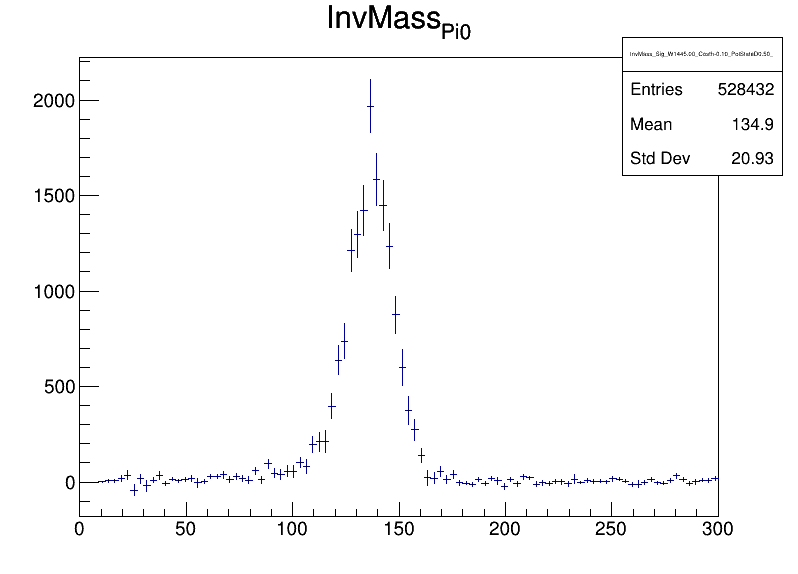 InvMass_Pi0
InvMass_Sig_W1445.00_Costh-0.10_PolStateD0.50_
Entries 528432
Mean 134.9
Std Dev 20.93
2000
1500
1000
500
0
0 50 100 150 200 250 300